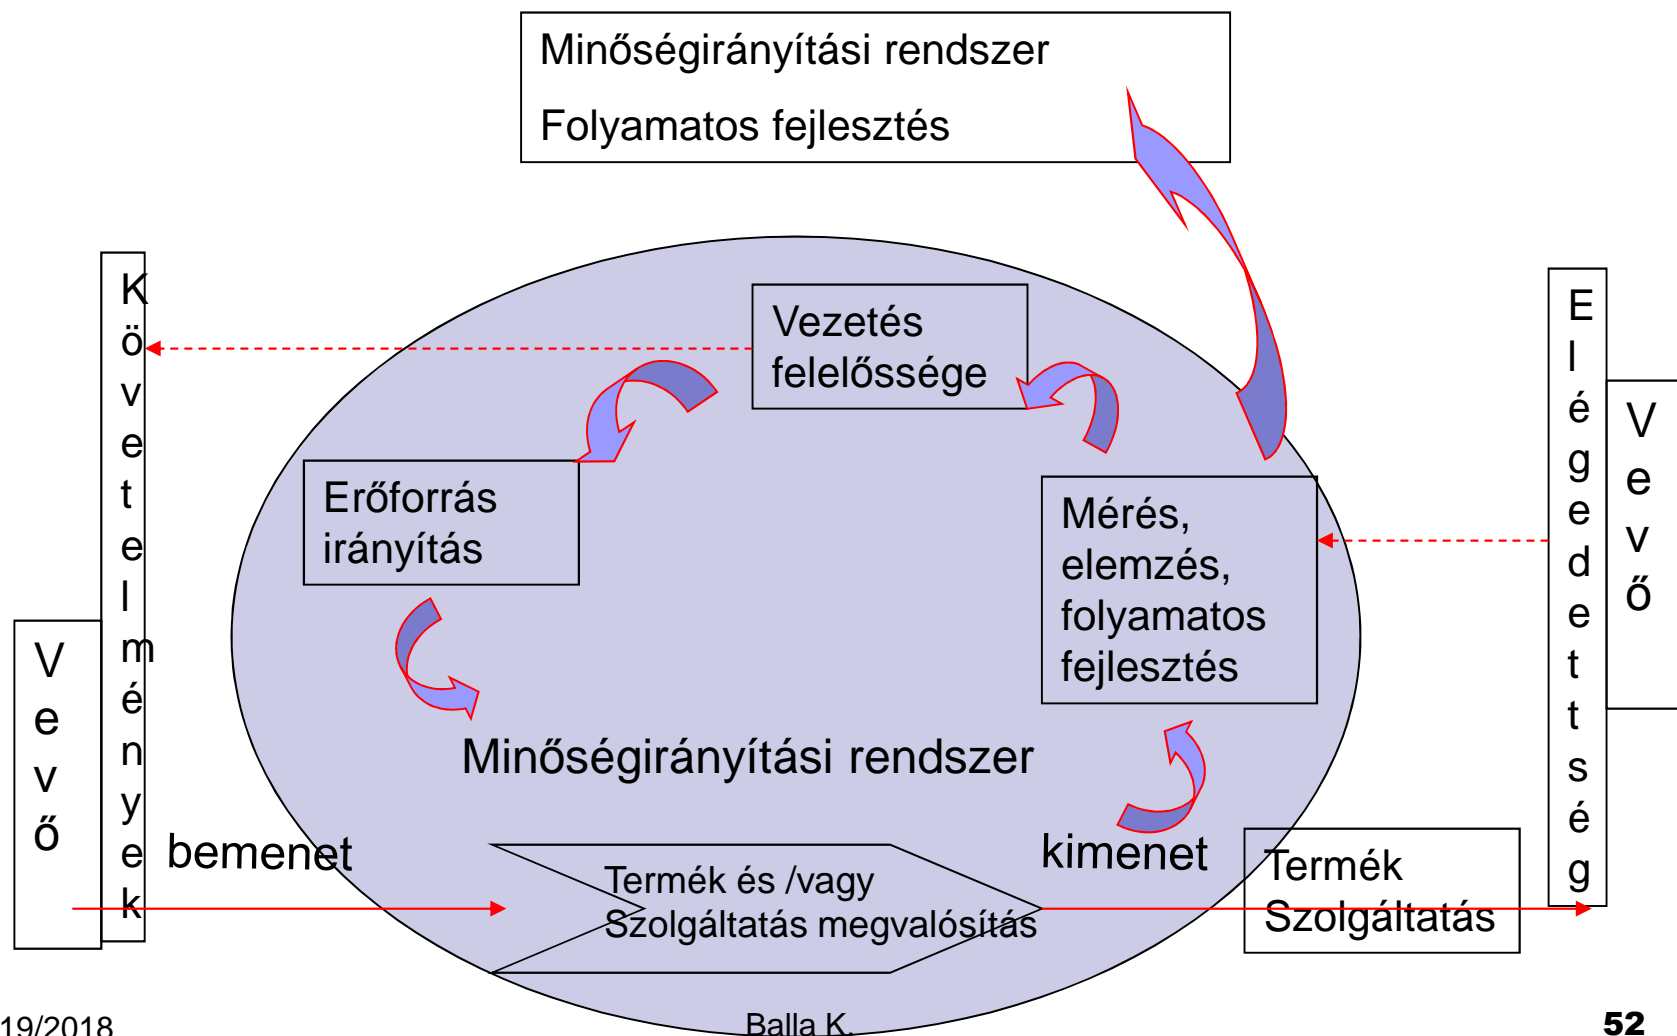 Minőségirányítási rendszer
Folyamatos fejlesztés
Követelmények
Vevő
Vezetés
felelőssége
Erőforrás
irányítás
Mérés,
elemzés,
folyamatos
fejlesztés
Elégedettség
Vevő
Minőségirányítási rendszer
bemenet
kimenet
Termék és /vagy
Szolgáltatás megvalósítás
Termék
Szolgáltatás
19/2018
Balla K.
52